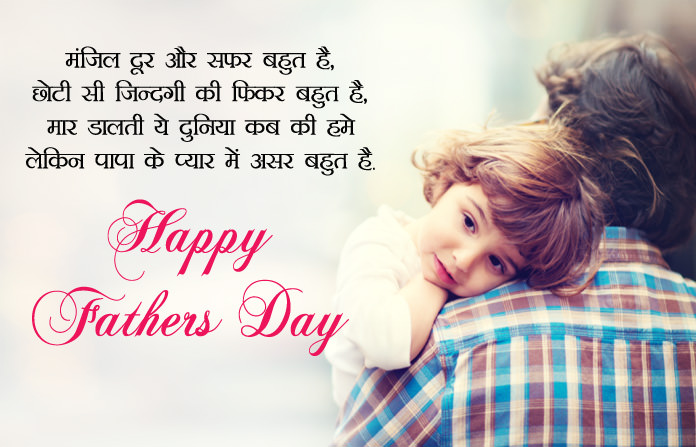 मंजिल दूर और सफर बहुत है,
छोटी सी जिन्दगी की फिकर बहुत है,
मार डालती ये दुनिया कब की हमे
लेकिन पापा के प्यार में असर बहुत है.
Happy
Fathers Day